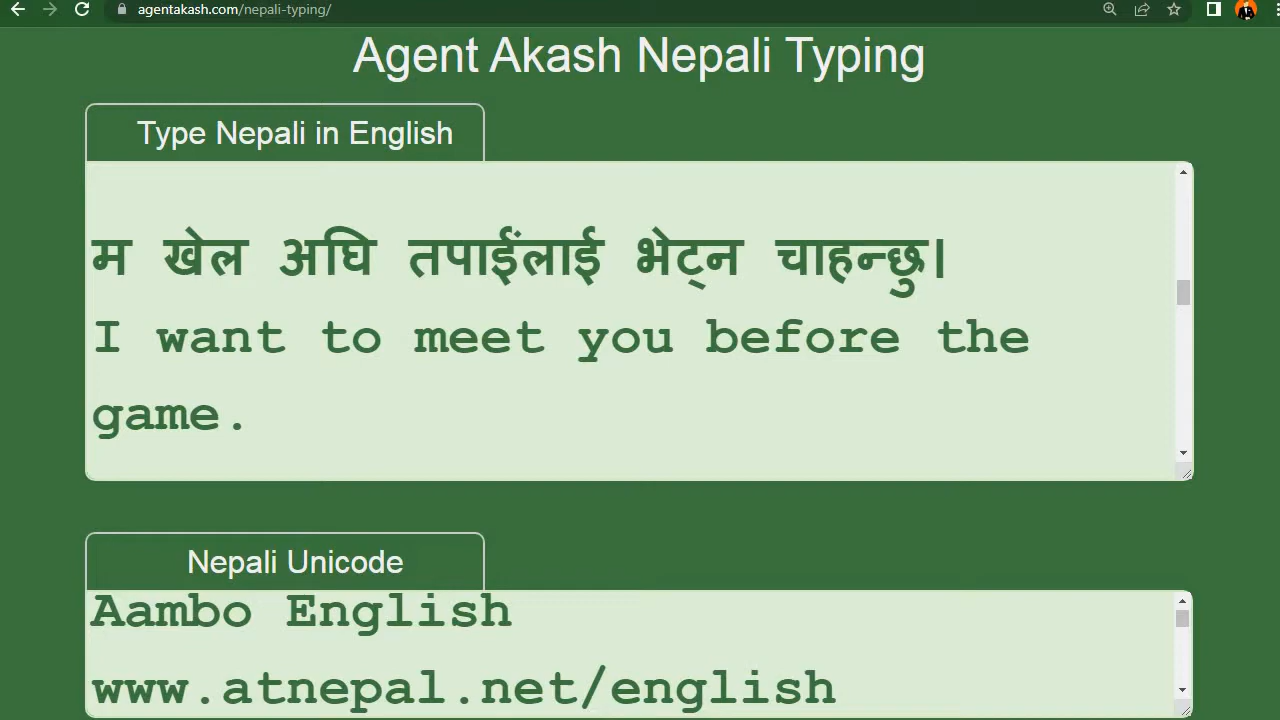 agentakash.com/nepali-typing/
Agent Akash Nepali Typing
Type Nepali in English
म खेल अघि तपाईंलाई भेट्न चाहन्छु।
I want to meet you before the
game.
Nepali Unicode
Aambo English
www.atnepal.net/english